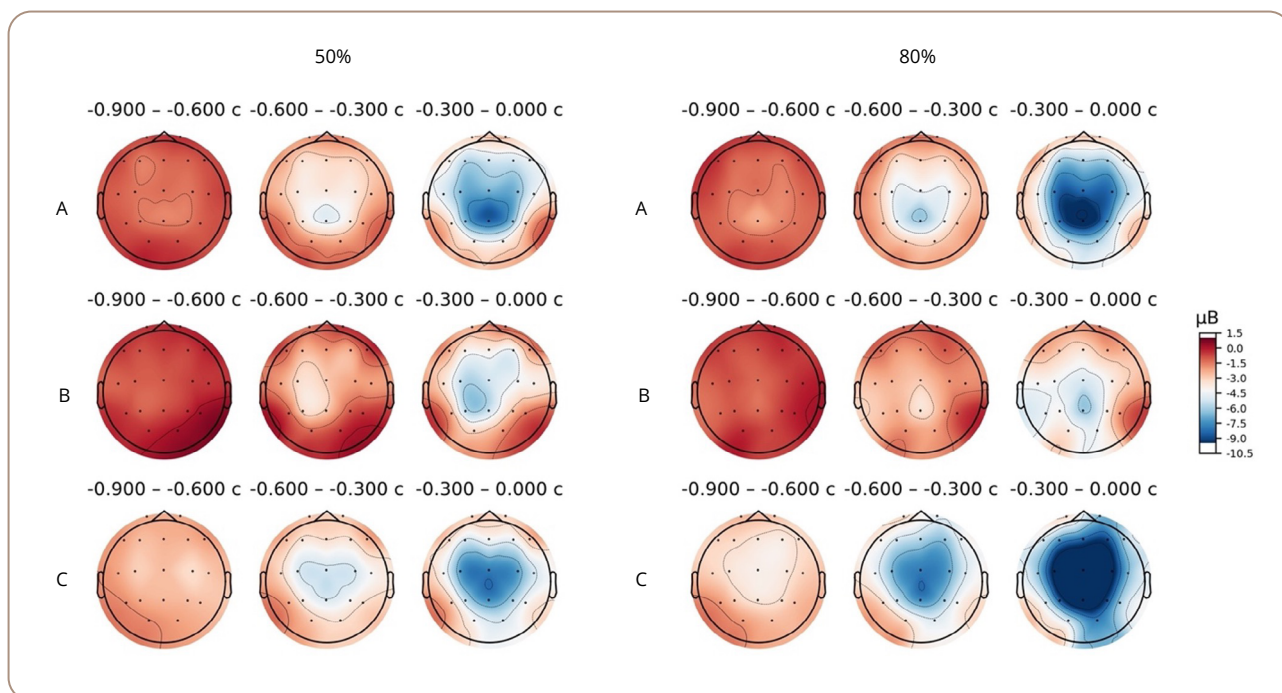 50% 80%
-0.900 – -0.600 c -0.600 – -0.300 c -0.300 – 0.000 c -0.900 – -0.600 c -0.600 – -0.300 c -0.300 – 0.000 c
A A
-0.900 – -0.600 c -0.600 – -0.300 c -0.300 – 0.000 c -0.900 – -0.600 c -0.600 – -0.300 c -0.300 – 0.000 c
µВ
1.5
0.0
-1.5
-3.0
-4.5
-6.0
-7.5
-9.0
-10.5
B B
-0.900 – -0.600 c -0.600 – -0.300 c -0.300 – 0.000 c -0.900 – -0.600 c -0.600 – -0.300 c -0.300 – 0.000 c
C C